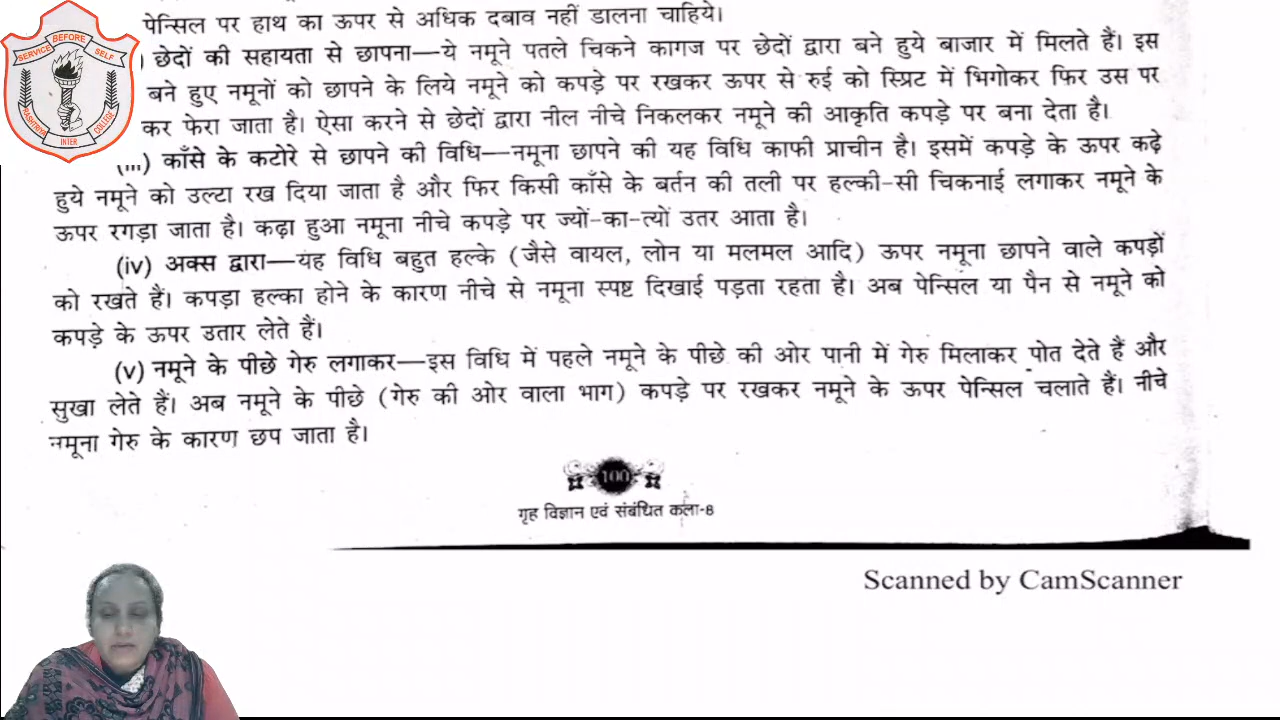 पेन्सिल पर हाथ का ऊपर से अधिक दबाव नहीं डालना चाहिये।
) छेदों की सहायता से छापना—ये नमूने पतले चिकने कागज पर छेदों द्वारा बने हुये बाजार में मिलते हैं। इस
बने हुए नमूनों को छापने के लिये नमूने को कपड़े पर रखकर ऊपर से रुई को स्प्रिट में भिगोकर फिर उस पर
कर फेरा जाता है। ऐसा करने से छेदों द्वारा नील नीचे निकलकर नमूने की आकृति कपड़े पर बना देता है।
(iii) काँसे के कटोरे से छापने की विधि—नमूना छापने की यह विधि काफी प्राचीन है। इसमें कपड़े के ऊपर कढ़े
हुये नमूने को उल्टा रख दिया जाता है और फिर किसी काँसे के बर्तन की तली पर हल्की-सी चिकनाई लगाकर नमूने के
ऊपर रगड़ा जाता है। कढ़ा हुआ नमूना नीचे कपड़े पर ज्यों-का-त्यों उतर आता है।
(iv) अक्स द्वारा—यह विधि बहुत हल्के (जैसे वायल, लोन या मलमल आदि) ऊपर नमूना छापने वाले कपड़ों
को रखते हैं। कपड़ा हल्का होने के कारण नीचे से नमूना स्पष्ट दिखाई पड़ता रहता है। अब पेन्सिल या पैन से नमूने को
कपड़े के ऊपर उतार लेते हैं।
(v) नमूने के पीछे गेरु लगाकर—इस विधि में पहले नमूने के पीछे की ओर पानी में गेरु मिलाकर पोत देते हैं और
सुखा लेते हैं। अब नमूने के पीछे (गेरु की ओर वाला भाग) कपड़े पर रखकर नमूने के ऊपर पेन्सिल चलाते हैं। नीचे
नमूना गेरु के कारण छप जाता है।
100
गृह विज्ञान एवं संबंधित कला-8
Scanned by CamScanner
SERVICE BEFORE SELF
RASHTRIYA INTER COLLEGE